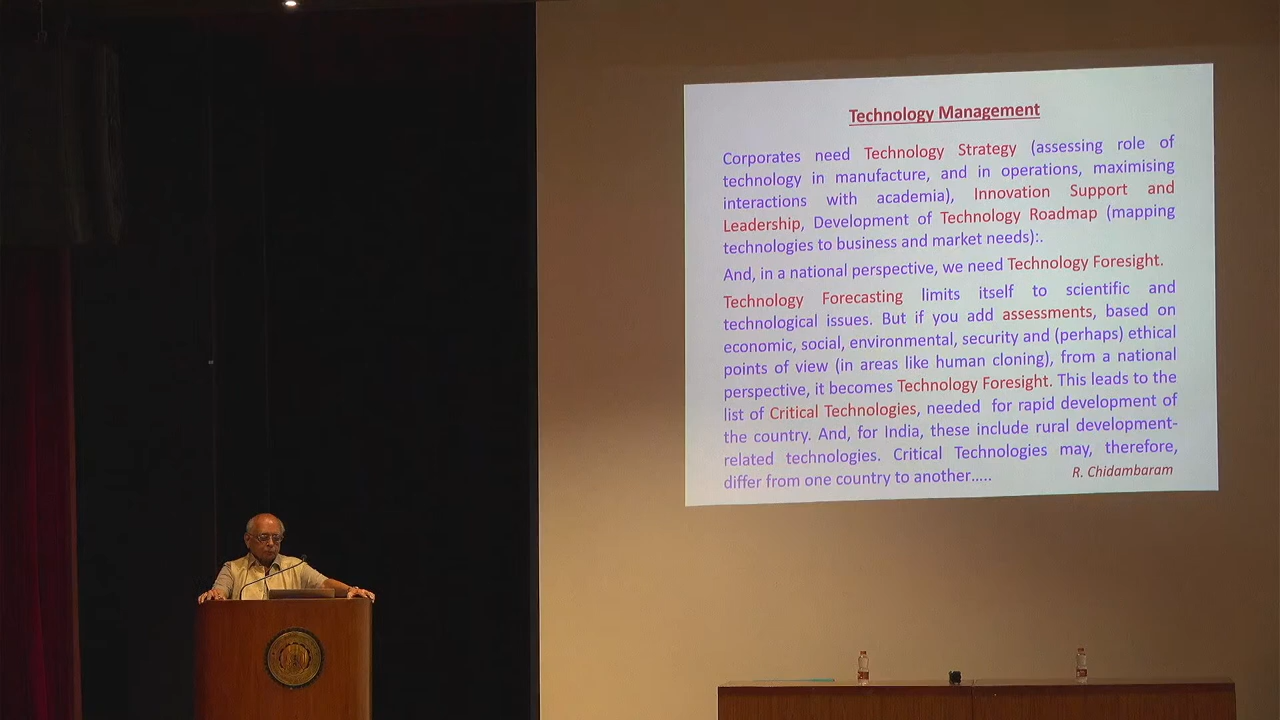 Technology Management
Corporates need Technology Strategy (assessing role of
technology in manufacture, and in operations, maximising
interactions with academia), Innovation Support and
Leadership, Development of Technology Roadmap (mapping
technologies to business and market needs):.
And, in a national perspective, we need Technology Foresight.
Technology Forecasting limits itself to scientific and
technological issues. But if you add assessments, based on
economic, social, environmental, security and (perhaps) ethical
points of view (in areas like human cloning), from a national
perspective, it becomes Technology Foresight. This leads to the
list of Critical Technologies, needed for rapid development of
the country. And, for India, these include rural development-
related technologies. Critical Technologies may, therefore,
differ from one country to another.....
R. Chidambaram